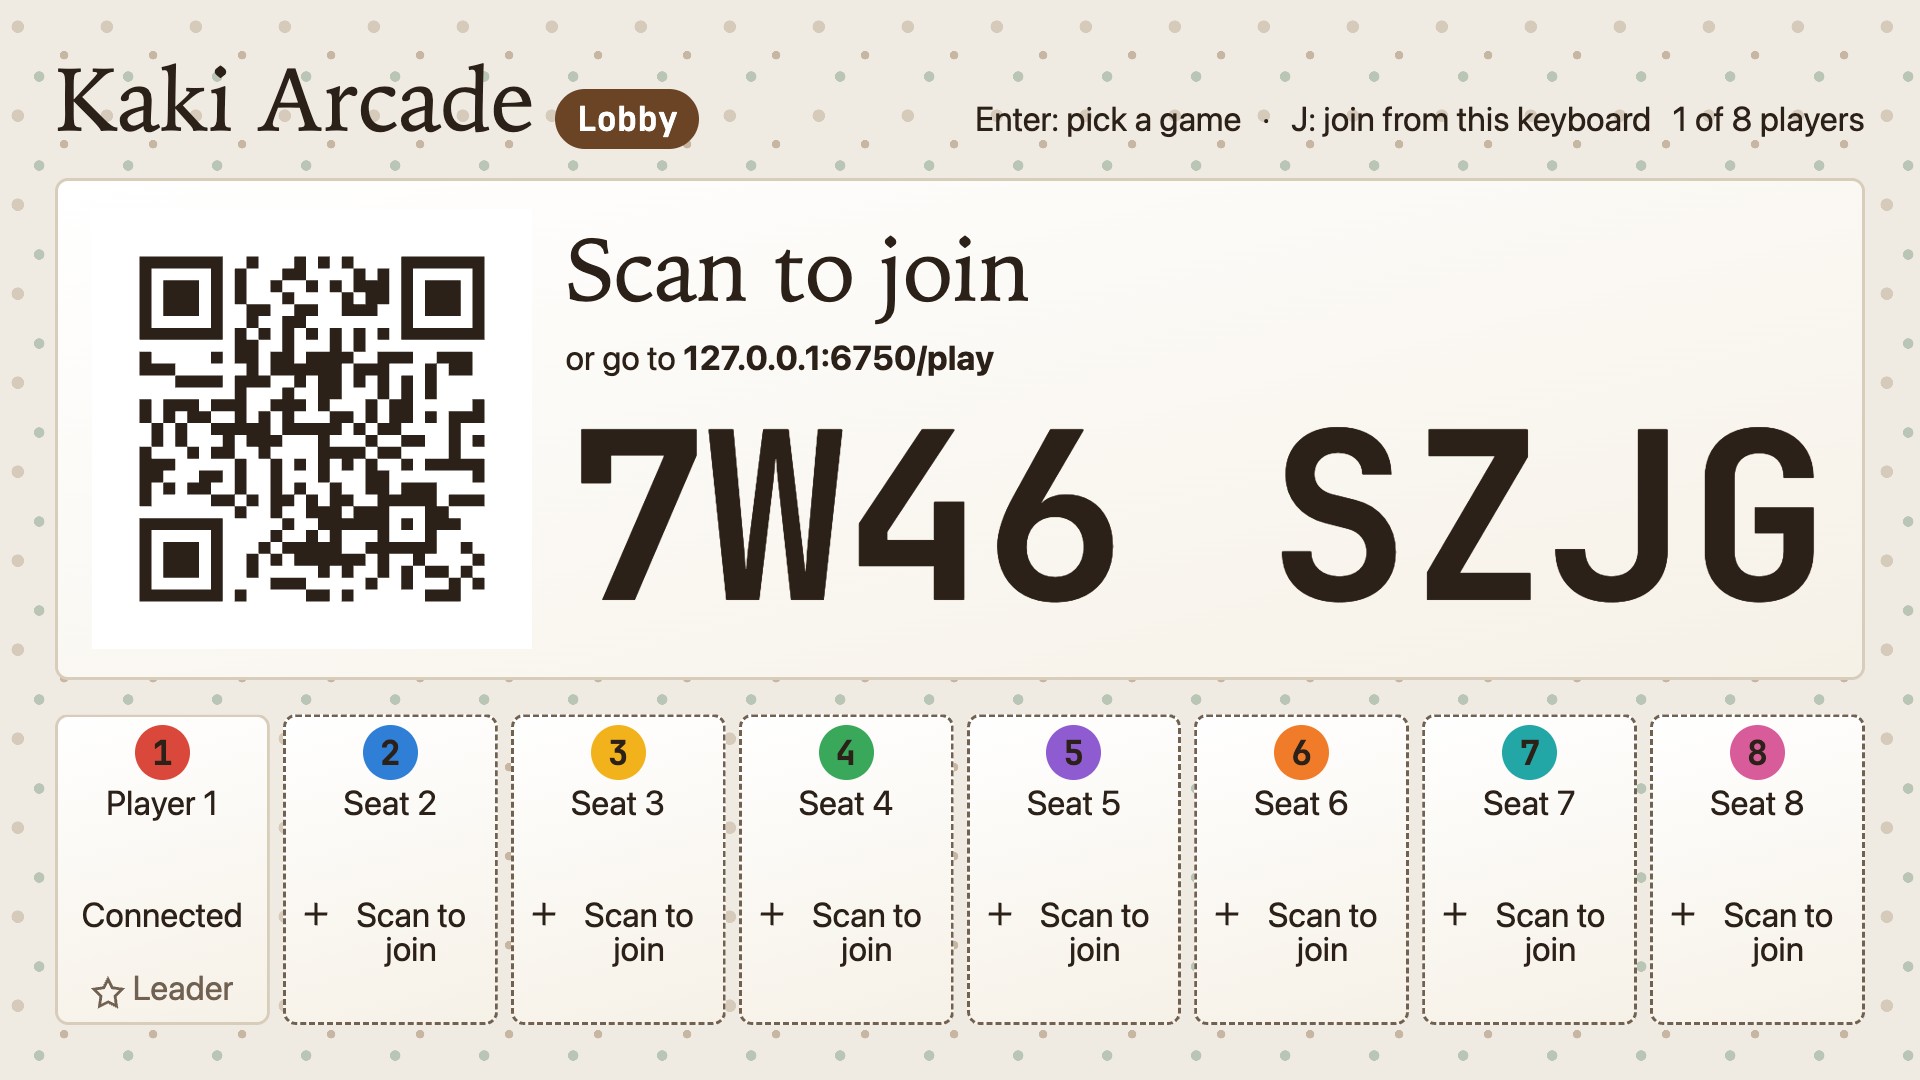 Kaki Arcade Lobby
Enter: pick a game · J: join from this keyboard 1 of 8 players
Scan to join
or go to 127.0.0.1:6750/play
7W46 SZJG
1 2 3 4 5 6 7 8
Player 1 Seat 2 Seat 3 Seat 4 Seat 5 Seat 6 Seat 7 Seat 8
Connected + Scan to + Scan to + Scan to + Scan to + Scan to + Scan to + Scan to
join join join join join join join
Leader